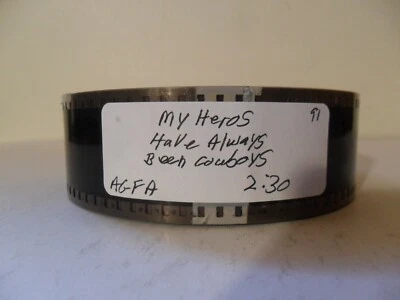 My Heros 91
Have Always
Been Cowboys
AGFA 2:30